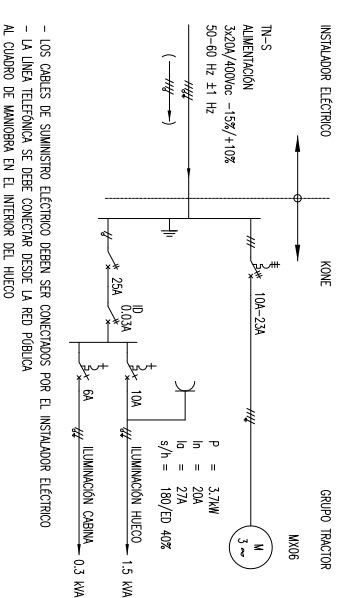 INSTALADOR ELÉCTRICO
KONE
GRUPO TRACTOR
TN-S
ALIMENTACIÓN
3x20A/400Vac -15%/+10%
50-60 Hz ±1 Hz
10A-23A
MX06
M
3 ~
P = 3.7kW
In = 20A
Ia = 27A
s/h = 180/ED 40%
25A
ID
0.03A
10A
ILUMINACIÓN HUECO
1.5 kVA
6A
ILUMINACIÓN CABINA
0.3 kVA
- LOS CABLES DE SUMINISTRO ELÉCTRICO DEBEN SER CONECTADOS POR EL INSTALADOR ELÉCTRICO
- LA LÍNEA TELEFÓNICA SE DEBE CONECTAR DESDE LA RED PÚBLICA
AL CUADRO DE MANIOBRA EN EL INTERIOR DEL HUECO